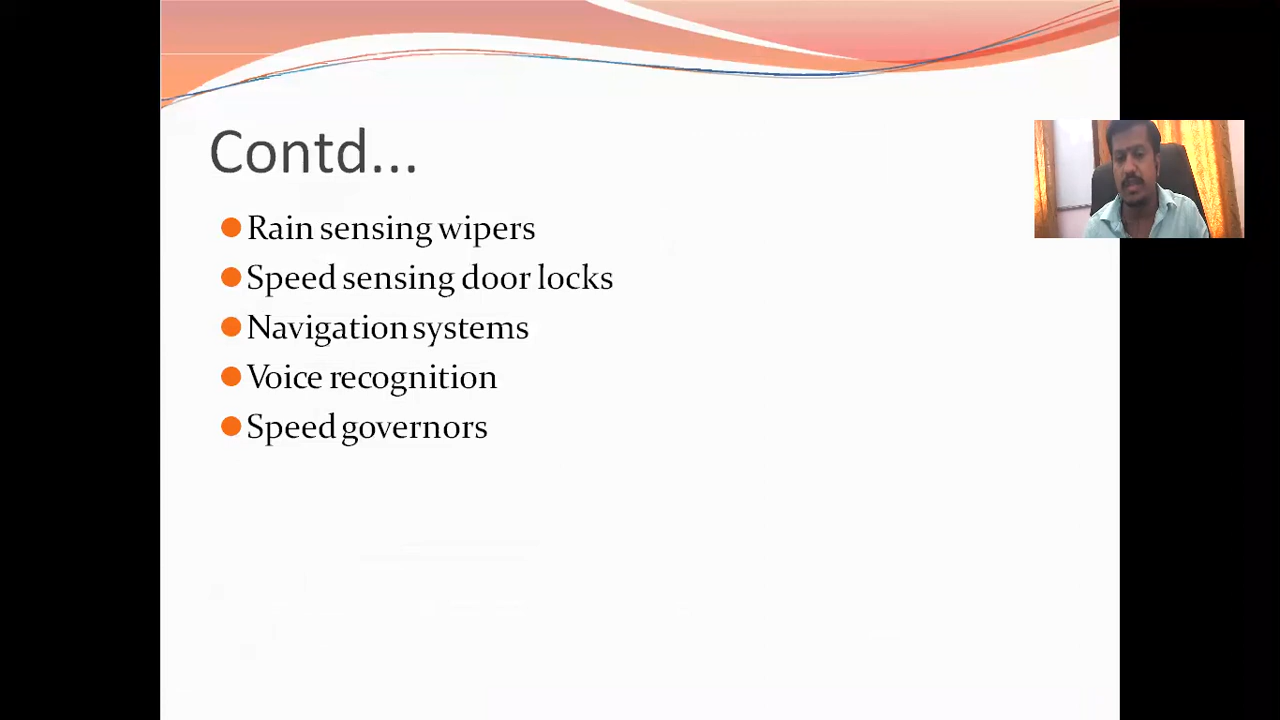 Contd...
Rain sensing wipers
Speed sensing door locks
Navigation systems
Voice recognition
Speed governors